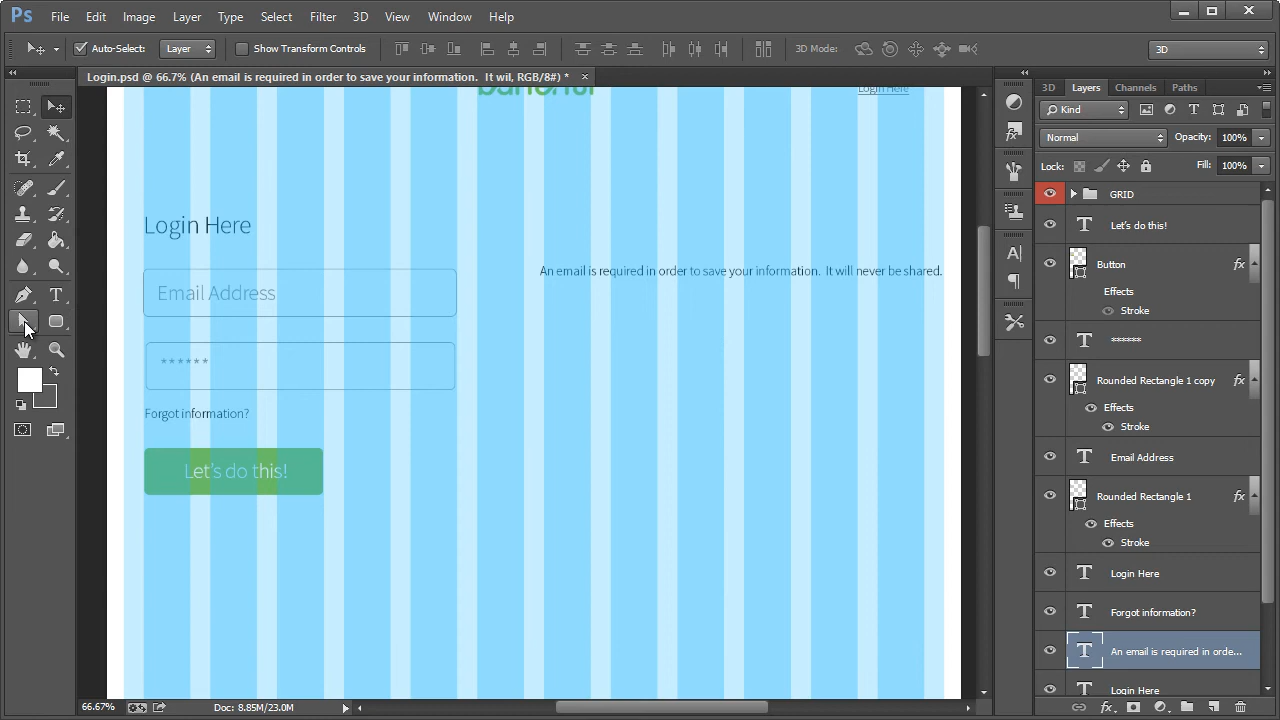 Ps File Edit Image Layer Type Select Filter 3D View Window Help
Auto-Select: Layer Show Transform Controls 3D Mode: 3D
Login.psd @ 66.7% (An email is required in order to save your information.  It wil, RGB/8#) *
3D Layers Channels Paths
Kind
Normal Opacity: 100%
Lock: Fill: 100%
Login Here
Login Here
An email is required in order to save your information.  It will never be shared.
Email Address
******
Forgot information?
Let's do this!
GRID
Let's do this!
Button fx
Effects
Stroke
******
Rounded Rectangle 1 copy fx
Effects
Stroke
Email Address
Rounded Rectangle 1 fx
Effects
Stroke
Login Here
Forgot information?
An email is required in orde...
Login Here
66.67% Doc: 8.85M/23.0M